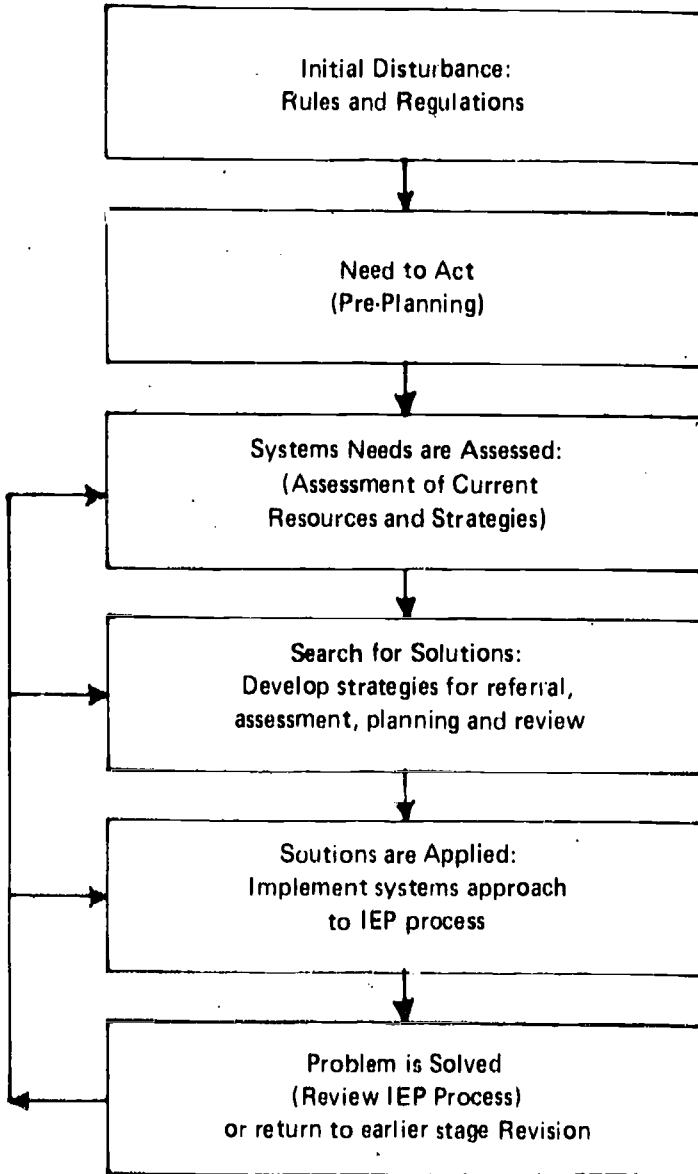 Initial Disturbance:
Rules and Regulations
Need to Act
(Pre-Planning)
Systems Needs are Assessed:
(Assessment of Current
Resources and Strategies)
Search for Solutions:
Develop strategies for referral,
assessment, planning and review
Soutions are Applied:
Implement systems approach
to IEP process
Problem is Solved
(Review IEP Process)
or return to earlier stage Revision